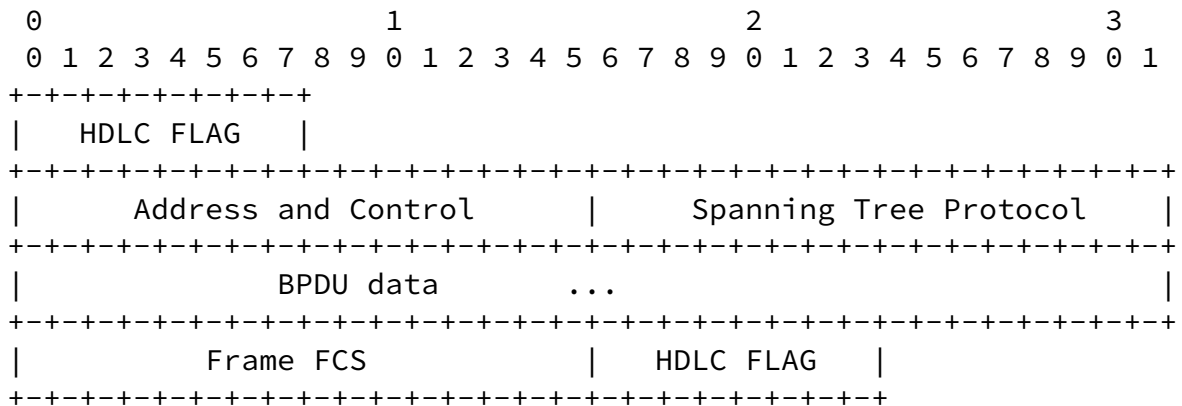 0                   1                   2                   3
 0 1 2 3 4 5 6 7 8 9 0 1 2 3 4 5 6 7 8 9 0 1 2 3 4 5 6 7 8 9 0 1
+-+-+-+-+-+-+-+-+
|   HDLC FLAG   |
+-+-+-+-+-+-+-+-+-+-+-+-+-+-+-+-+-+-+-+-+-+-+-+-+-+-+-+-+-+-+-+-+
|      Address and Control      |     Spanning Tree Protocol    |
+-+-+-+-+-+-+-+-+-+-+-+-+-+-+-+-+-+-+-+-+-+-+-+-+-+-+-+-+-+-+-+-+
|              BPDU data       ...                              |
+-+-+-+-+-+-+-+-+-+-+-+-+-+-+-+-+-+-+-+-+-+-+-+-+-+-+-+-+-+-+-+-+
|          Frame FCS            |   HDLC FLAG   |
+-+-+-+-+-+-+-+-+-+-+-+-+-+-+-+-+-+-+-+-+-+-+-+-+